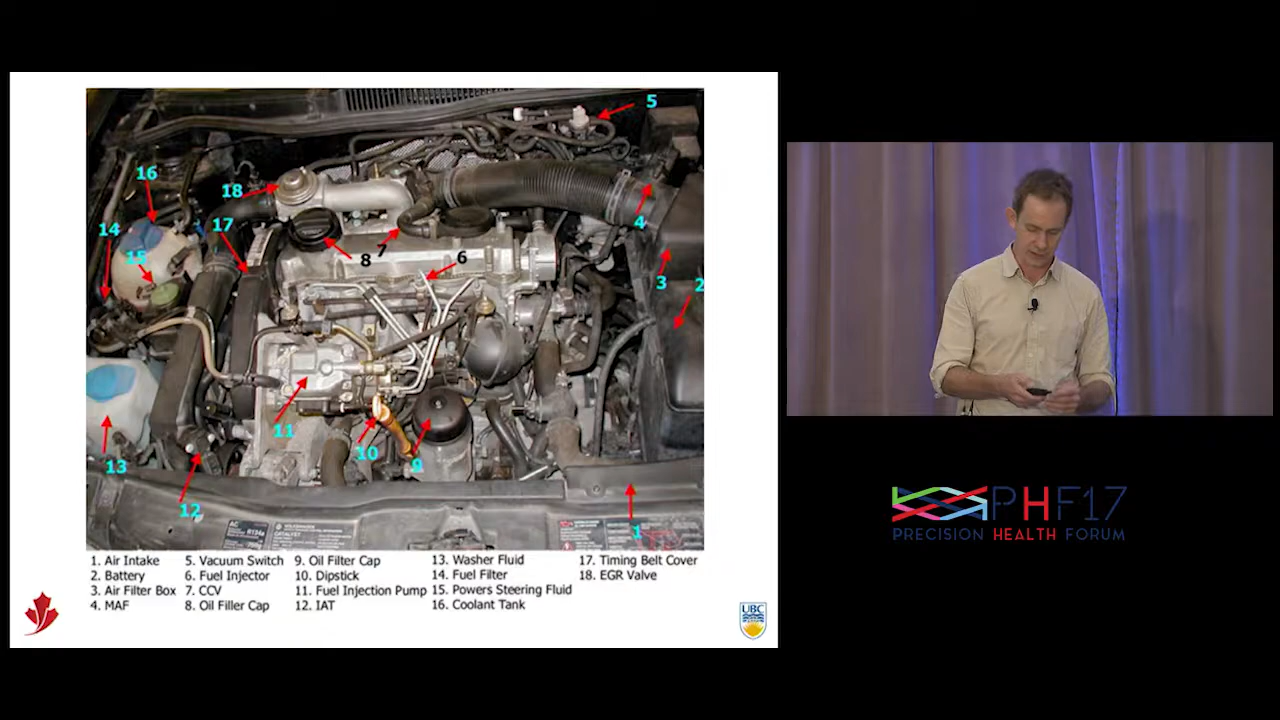 5
16
18
4
17
14
7
15
8
6
3
2
11
10
9
13
12
1
AC
R134a
VOLKSWAGEN
CATALYST
1. Air Intake
2. Battery
3. Air Filter Box
4. MAF
5. Vacuum Switch
6. Fuel Injector
7. CCV
8. Oil Filler Cap
9. Oil Filter Cap
10. Dipstick
11. Fuel Injection Pump
12. IAT
13. Washer Fluid
14. Fuel Filter
15. Powers Steering Fluid
16. Coolant Tank
17. Timing Belt Cover
18. EGR Valve
UBC
PHF17
PRECISION HEALTH FORUM